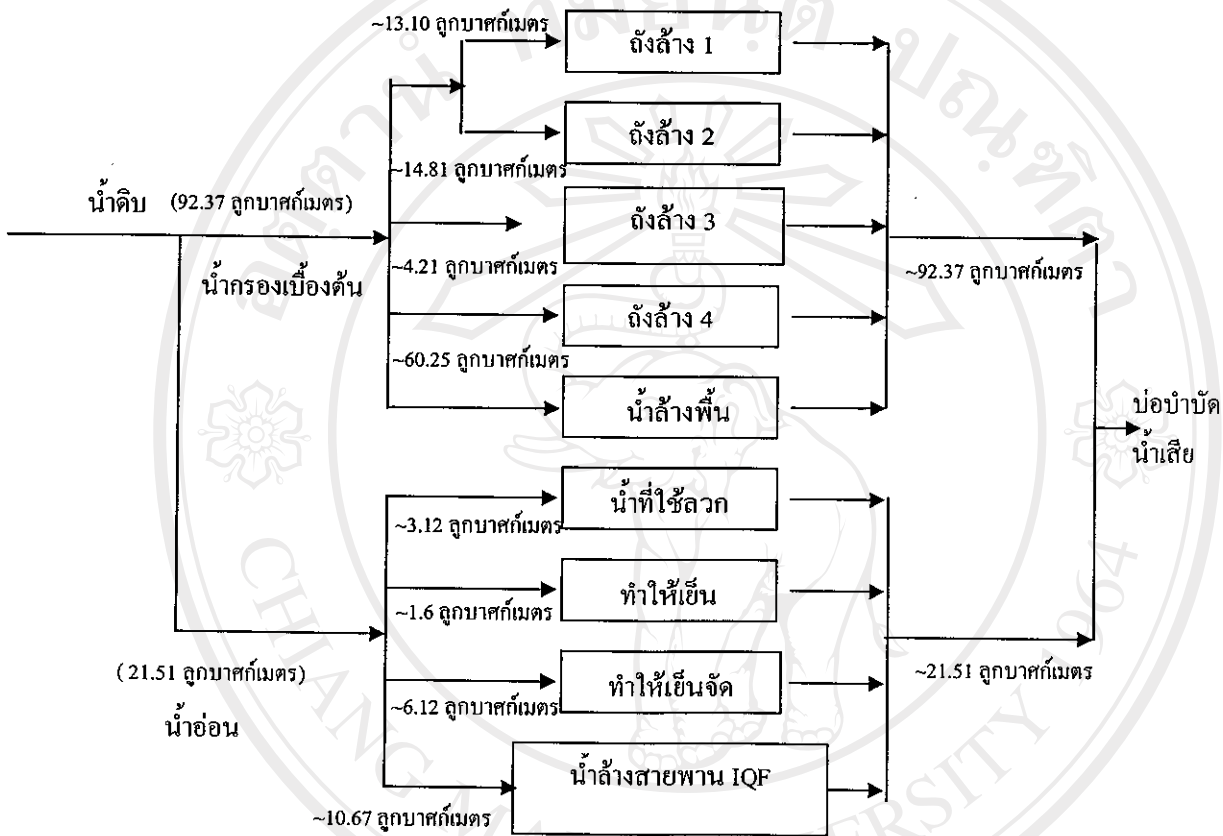 ~13.10 ลูกบาศก์เมตร
ถังล้าง 1
ถังล้าง 2
~14.81 ลูกบาศก์เมตร
น้ำดิบ (92.37 ลูกบาศก์เมตร)
ถังล้าง 3
น้ำกรองเบื้องต้น
~4.21 ลูกบาศก์เมตร
~92.37 ลูกบาศก์เมตร
ถังล้าง 4
~60.25 ลูกบาศก์เมตร
น้ำล้างพื้น
บ่อบำบัด
น้ำเสีย
น้ำที่ใช้ลวก
~3.12 ลูกบาศก์เมตร
ทำให้เย็น
~1.6 ลูกบาศก์เมตร
(21.51 ลูกบาศก์เมตร)
~21.51 ลูกบาศก์เมตร
ทำให้เย็นจัด
~6.12 ลูกบาศก์เมตร
น้ำอ่อน
น้ำล้างสายพาน IQF
~10.67 ลูกบาศก์เมตร